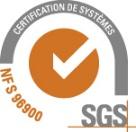 CERTIFICATION DE SYSTÈMES
NF S 96900
SGS